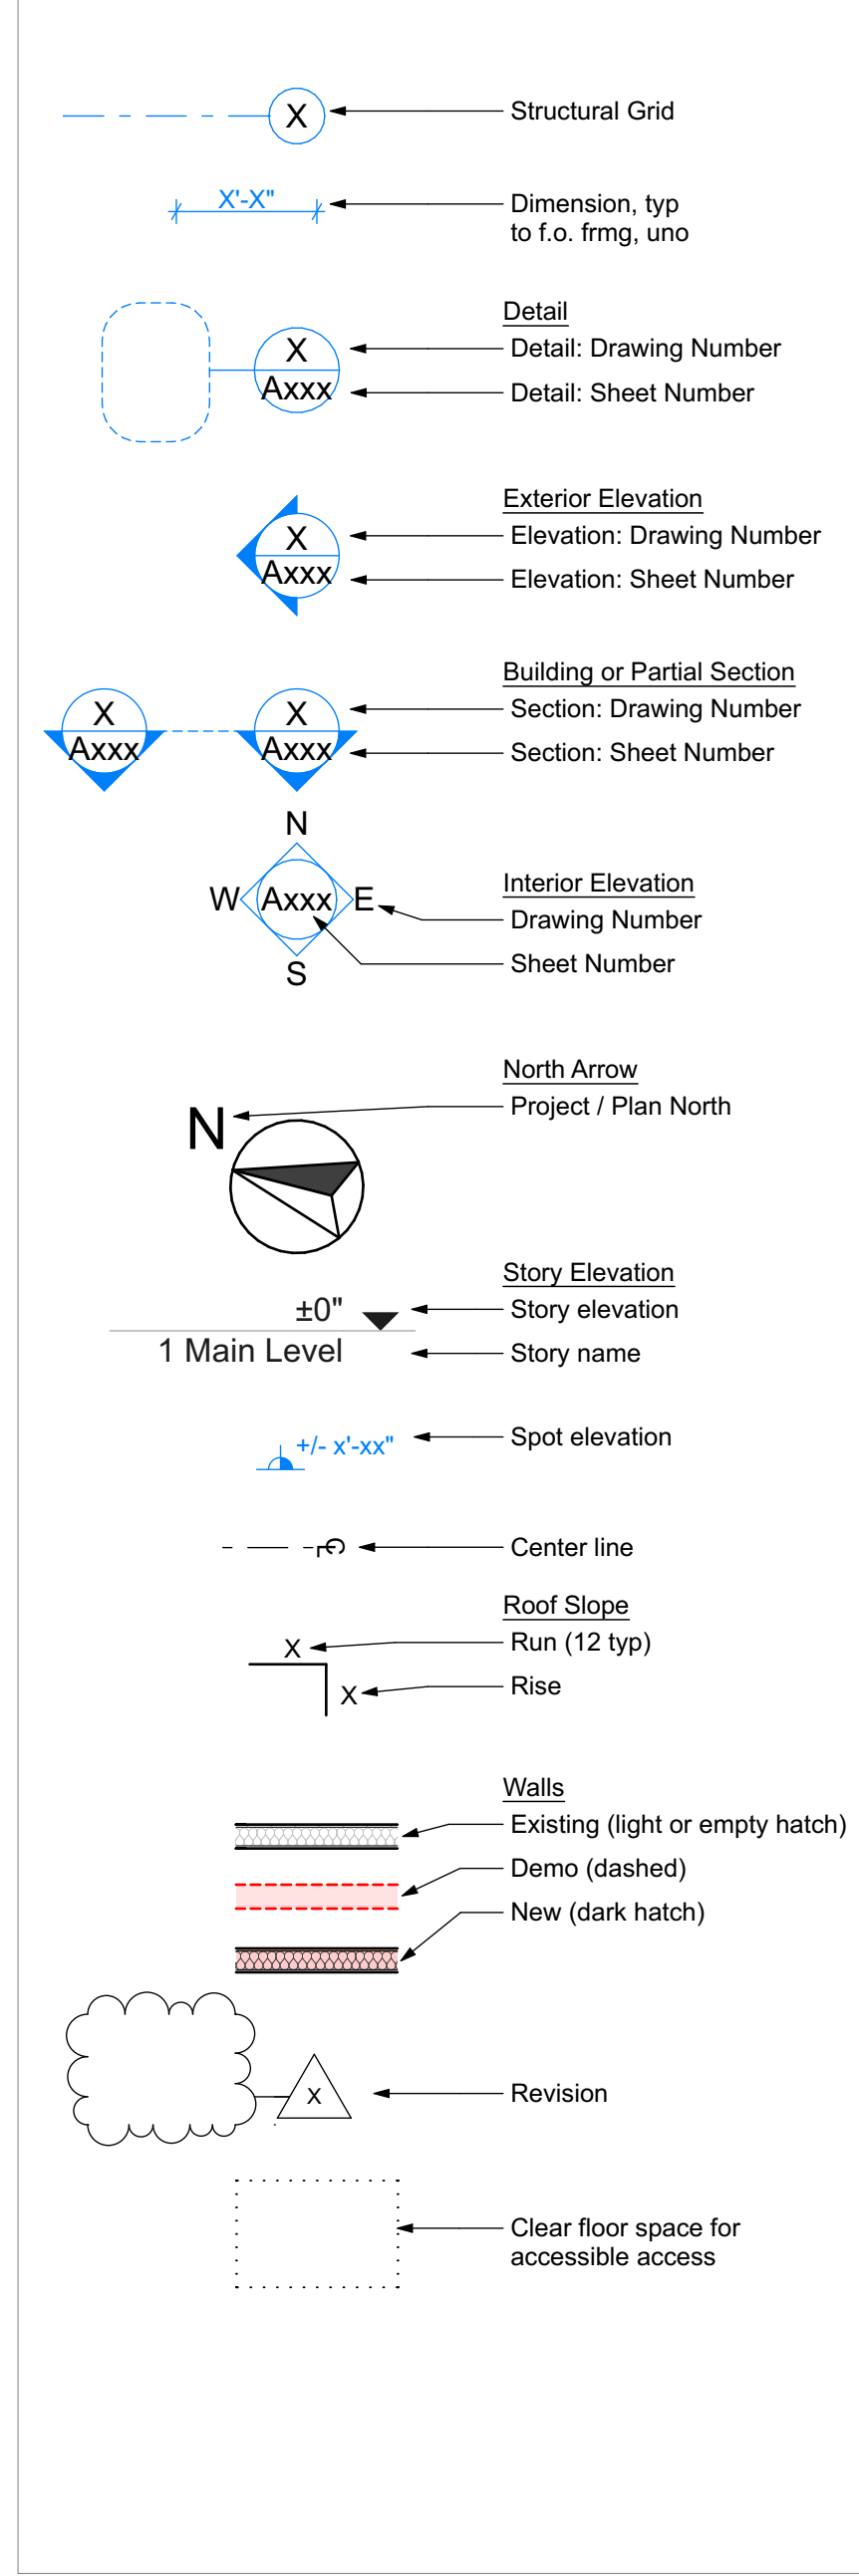 X
Structural Grid
X'-X"
Dimension, typ
to f.o. frmg, uno
Detail
X
Detail: Drawing Number
Axxx
Detail: Sheet Number
Exterior Elevation
X
Elevation: Drawing Number
Axxx
Elevation: Sheet Number
Building or Partial Section
X X
Section: Drawing Number
Axxx Axxx
Section: Sheet Number
N
Interior Elevation
W Axxx E
Drawing Number
Sheet Number
S
North Arrow
N
Project / Plan North
Story Elevation
±0"
Story elevation
1 Main Level
Story name
+/- x'-xx"
Spot elevation
CL
Center line
Roof Slope
X
Run (12 typ)
X
Rise
Walls
Existing (light or empty hatch)
Demo (dashed)
New (dark hatch)
X
Revision
Clear floor space for
accessible access